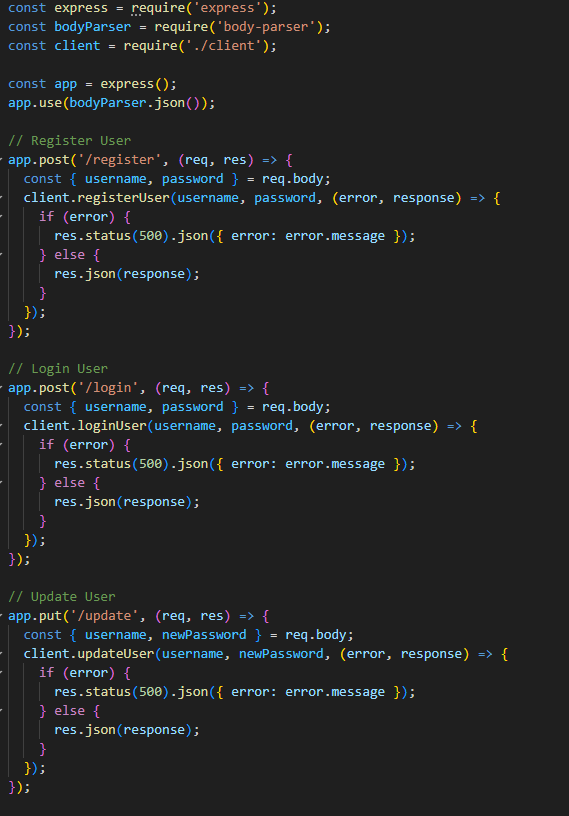 const express = require('express');
const bodyParser = require('body-parser');
const client = require('./client');

const app = express();
app.use(bodyParser.json());

// Register User
app.post('/register', (req, res) => {
  const { username, password } = req.body;
  client.registerUser(username, password, (error, response) => {
    if (error) {
      res.status(500).json({ error: error.message });
    } else {
      res.json(response);
    }
  });
});

// Login User
app.post('/login', (req, res) => {
  const { username, password } = req.body;
  client.loginUser(username, password, (error, response) => {
    if (error) {
      res.status(500).json({ error: error.message });
    } else {
      res.json(response);
    }
  });
});

// Update User
app.put('/update', (req, res) => {
  const { username, newPassword } = req.body;
  client.updateUser(username, newPassword, (error, response) => {
    if (error) {
      res.status(500).json({ error: error.message });
    } else {
      res.json(response);
    }
  });
});